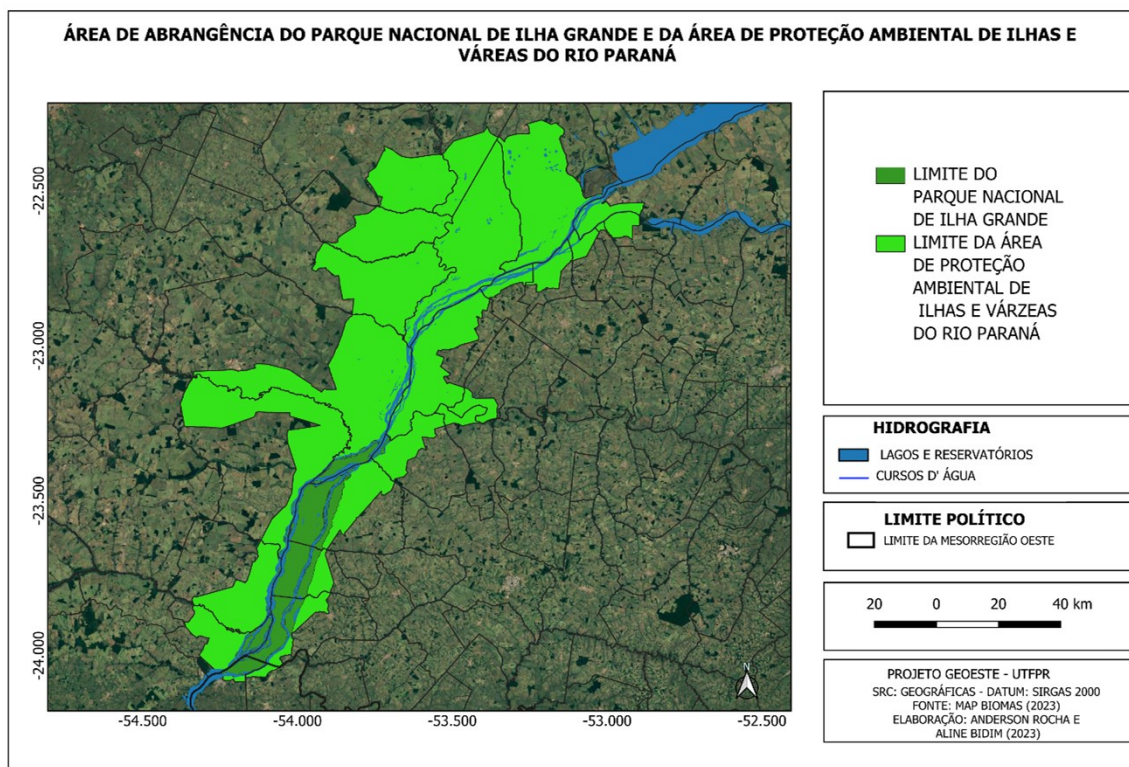 ÁREA DE ABRANGÊNCIA DO PARQUE NACIONAL DE ILHA GRANDE E DA ÁREA DE PROTEÇÃO AMBIENTAL DE ILHAS E
VÁREAS DO RIO PARANÁ
-22.500
-23.000
-23.500
-24.000
-54.500
-54.000
-53.500
-53.000
-52.500
N
LIMITE DO
PARQUE NACIONAL
DE ILHA GRANDE
LIMITE DA ÁREA
DE PROTEÇÃO
AMBIENTAL DE
ILHAS E VÁRZEAS
DO RIO PARANÁ
HIDROGRAFIA
LAGOS E RESERVATÓRIOS
CURSOS D' ÁGUA
LIMITE POLÍTICO
LIMITE DA MESORREGIÃO OESTE
20 0 20 40 km
PROJETO GEOESTE - UTFPR
SRC: GEOGRÁFICAS - DATUM: SIRGAS 2000
FONTE: MAP BIOMAS (2023)
ELABORAÇÃO: ANDERSON ROCHA E
ALINE BIDIM (2023)